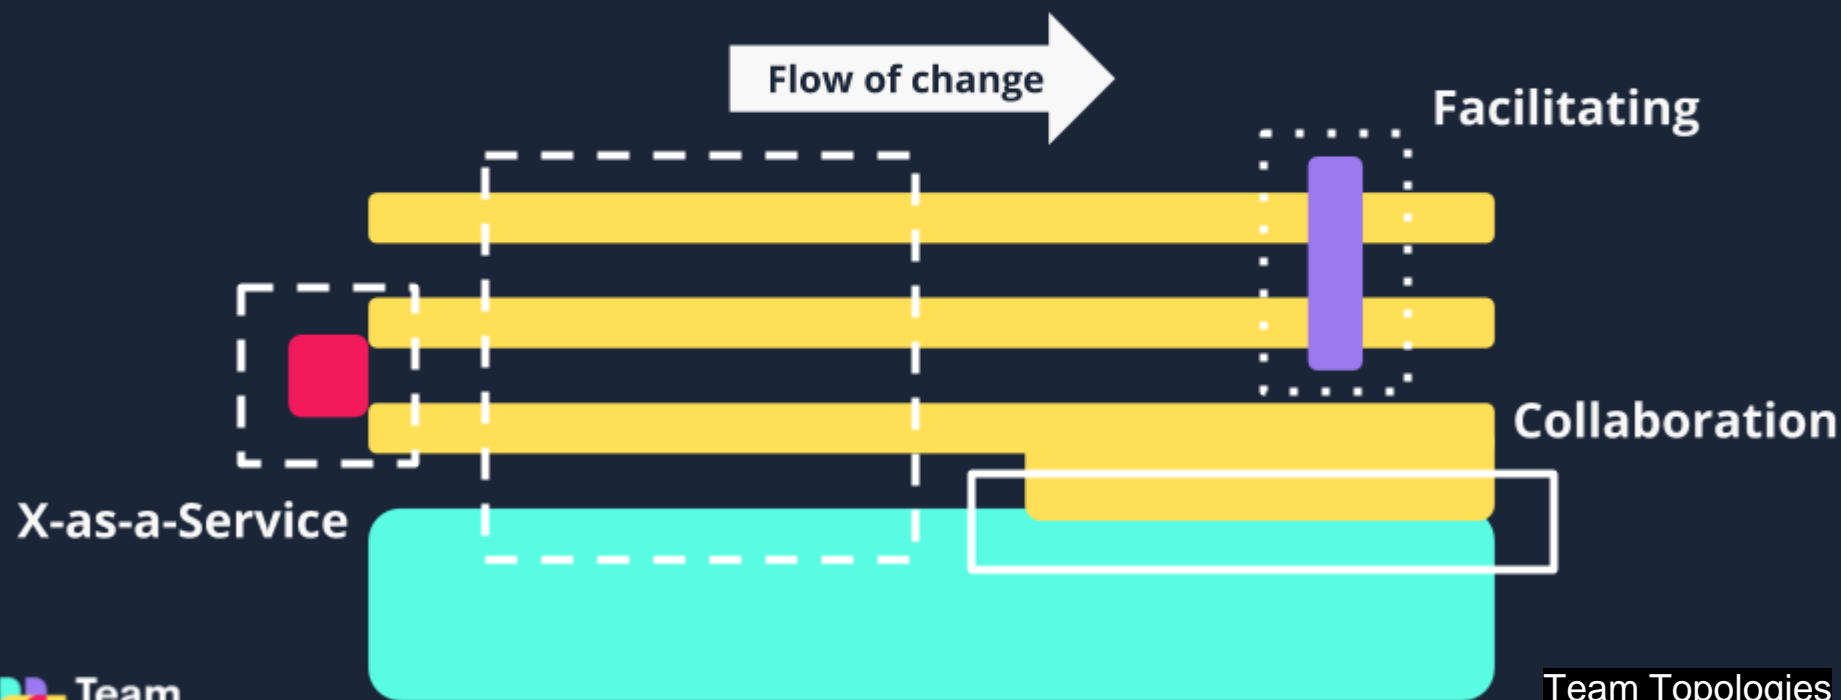 Flow of change
Facilitating
Collaboration
X-as-a-Service
Team
Team Topologies